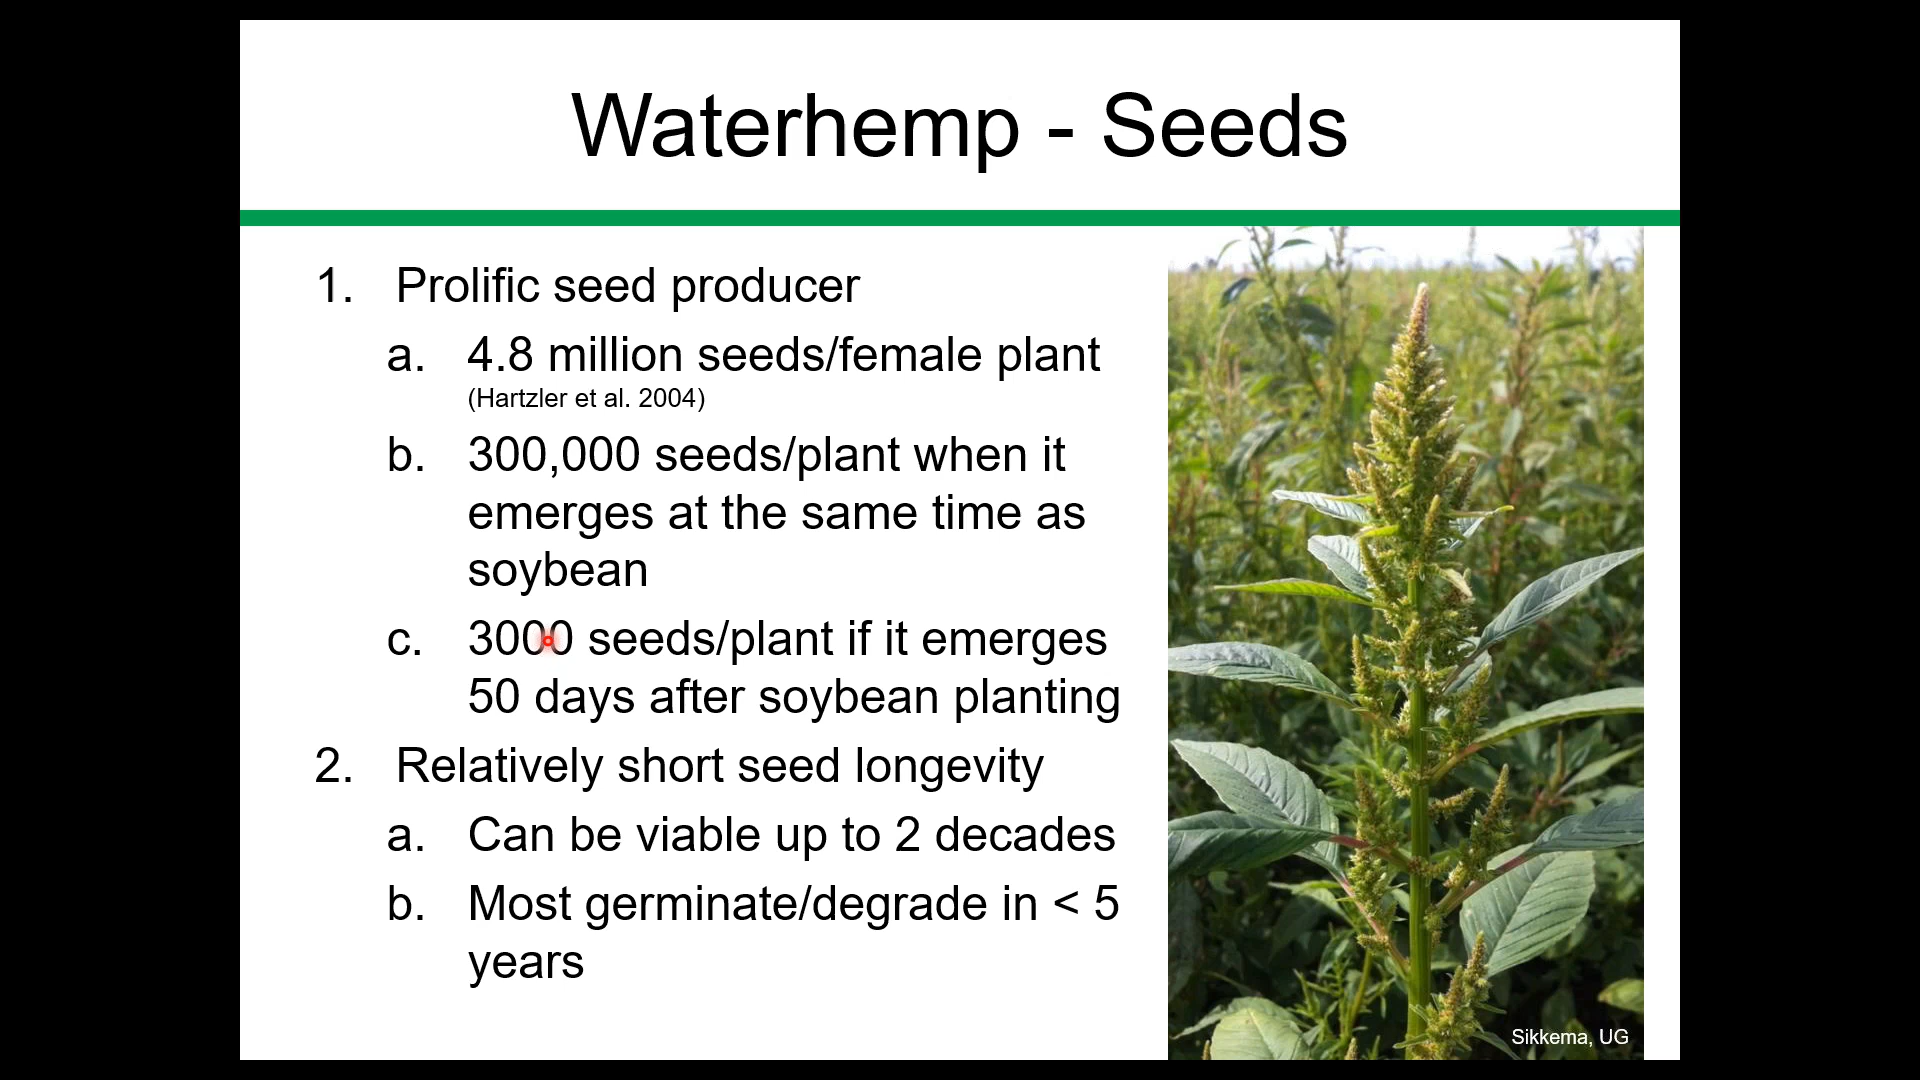 Waterhemp - Seeds
1. Prolific seed producer
a. 4.8 million seeds/female plant
(Hartzler et al. 2004)
b. 300,000 seeds/plant when it
emerges at the same time as
soybean
c. 3000 seeds/plant if it emerges
50 days after soybean planting
2. Relatively short seed longevity
a. Can be viable up to 2 decades
b. Most germinate/degrade in < 5
years
Sikkema, UG